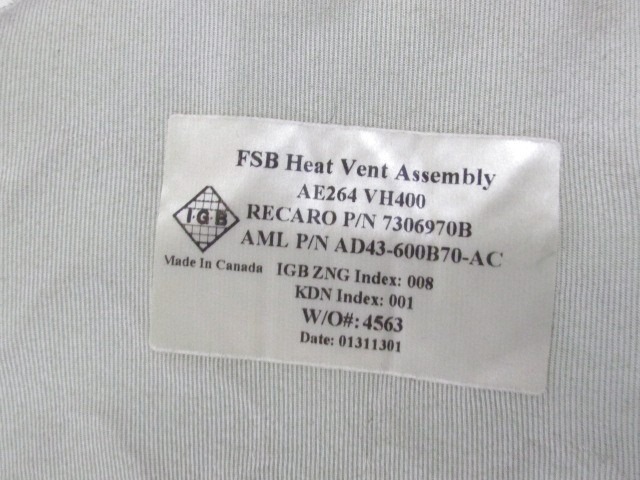 FSB Heat Vent Assembly
AE264 VH400
I·G·B
RECARO P/N 7306970B
AML P/N AD43-600B70-AC
Made In Canada
IGB ZNG Index: 008
KDN Index: 001
W/O#: 4563
Date: 01311301